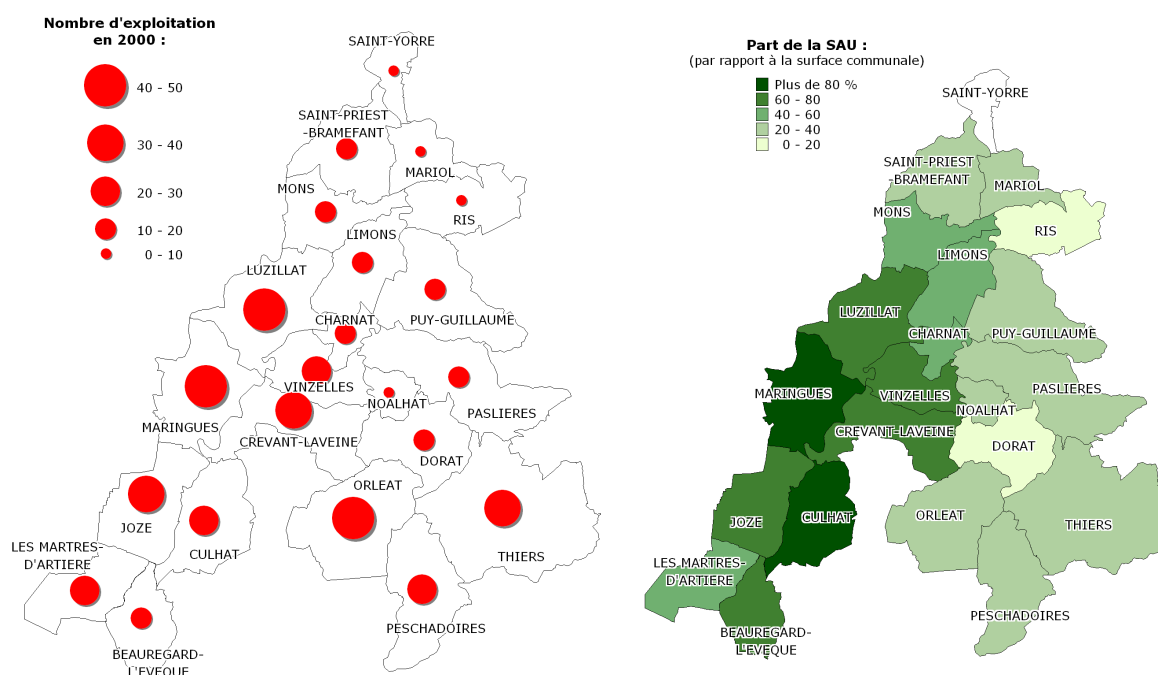 Nombre d'exploitation
en 2000 :
40 - 50
30 - 40
20 - 30
10 - 20
0 - 10
SAINT-YORRE
SAINT-PRIEST
-BRAMEFANT
MARIOL
MONS
RIS
LIMONS
LUZILLAT
CHARNAT
PUY-GUILLAUME
VINZELLES
NOALHAT
PASLIERES
MARINGUES
CREVANT-LAVEINE
DORAT
ORLEAT
JOZE
CULHAT
THIERS
LES MARTRES-
D'ARTIERE
PESCHADOIRES
BEAUREGARD-
L'EVEQUE
Part de la SAU :
(par rapport à la surface communale)
Plus de 80 %
60 - 80
40 - 60
20 - 40
0 - 20
SAINT-YORRE
SAINT-PRIEST
-BRAMEFANT
MARIOL
MONS
RIS
LIMONS
LUZILLAT
CHARNAT
PUY-GUILLAUME
MARINGUES
VINZELLES
PASLIERES
NOALHAT
CREVANT-LAVEINE
DORAT
JOZE
CULHAT
ORLEAT
THIERS
LES MARTRES-
D'ARTIERE
PESCHADOIRES
BEAUREGARD-
L'EVEQUE